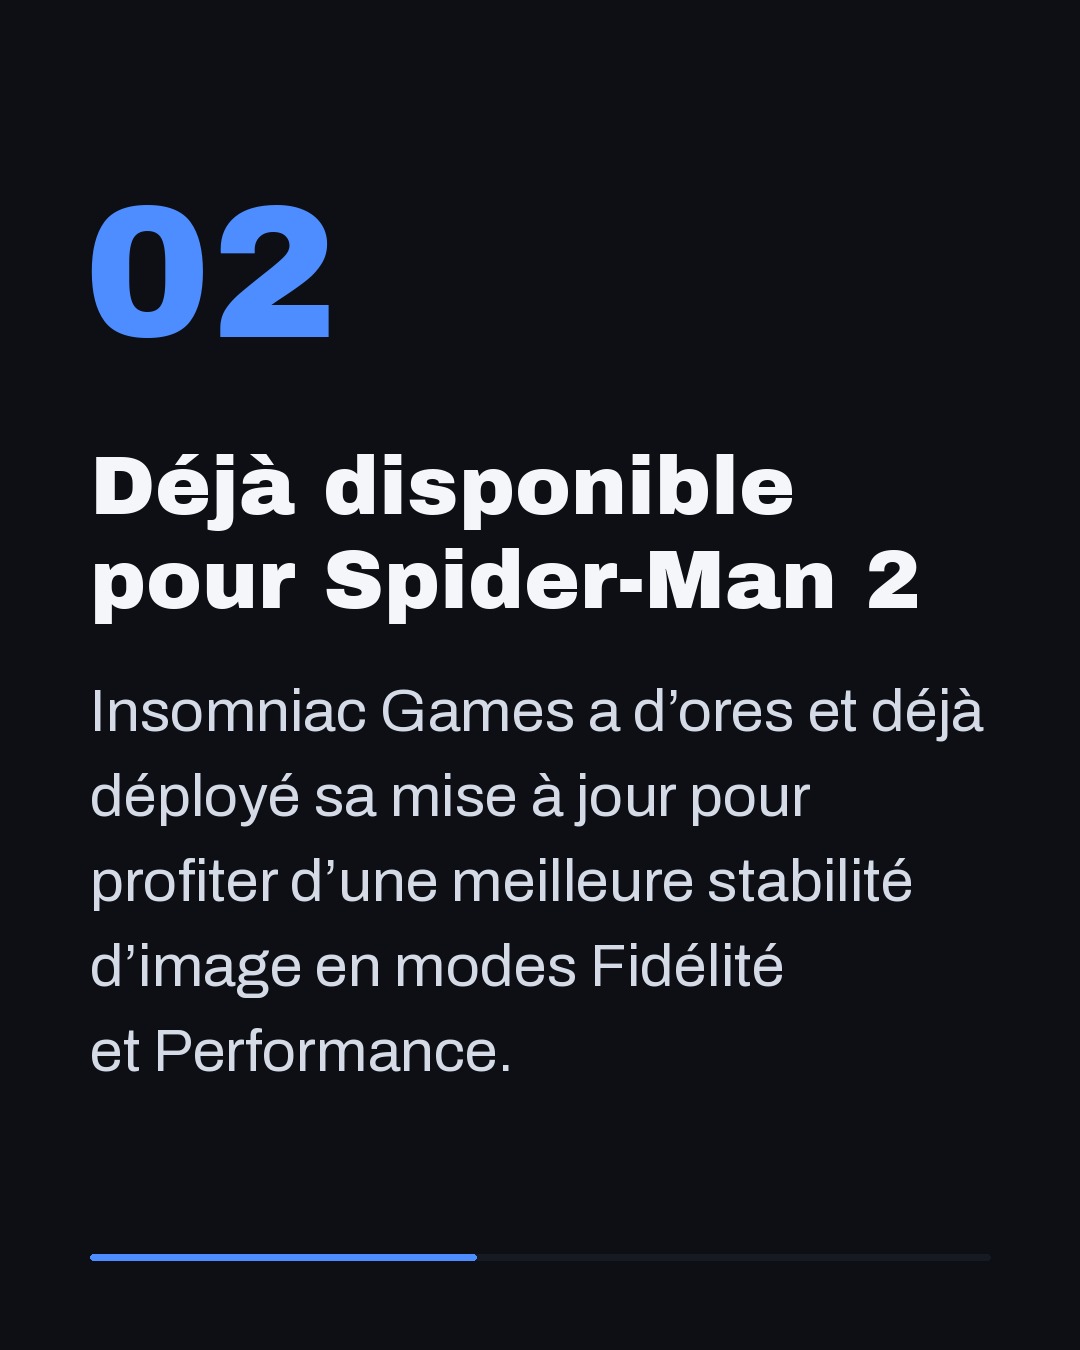 02
Déjà disponible
pour Spider-Man 2
Insomniac Games a d’ores et déjà
déployé sa mise à jour pour
profiter d’une meilleure stabilité
d’image en modes Fidélité
et Performance.